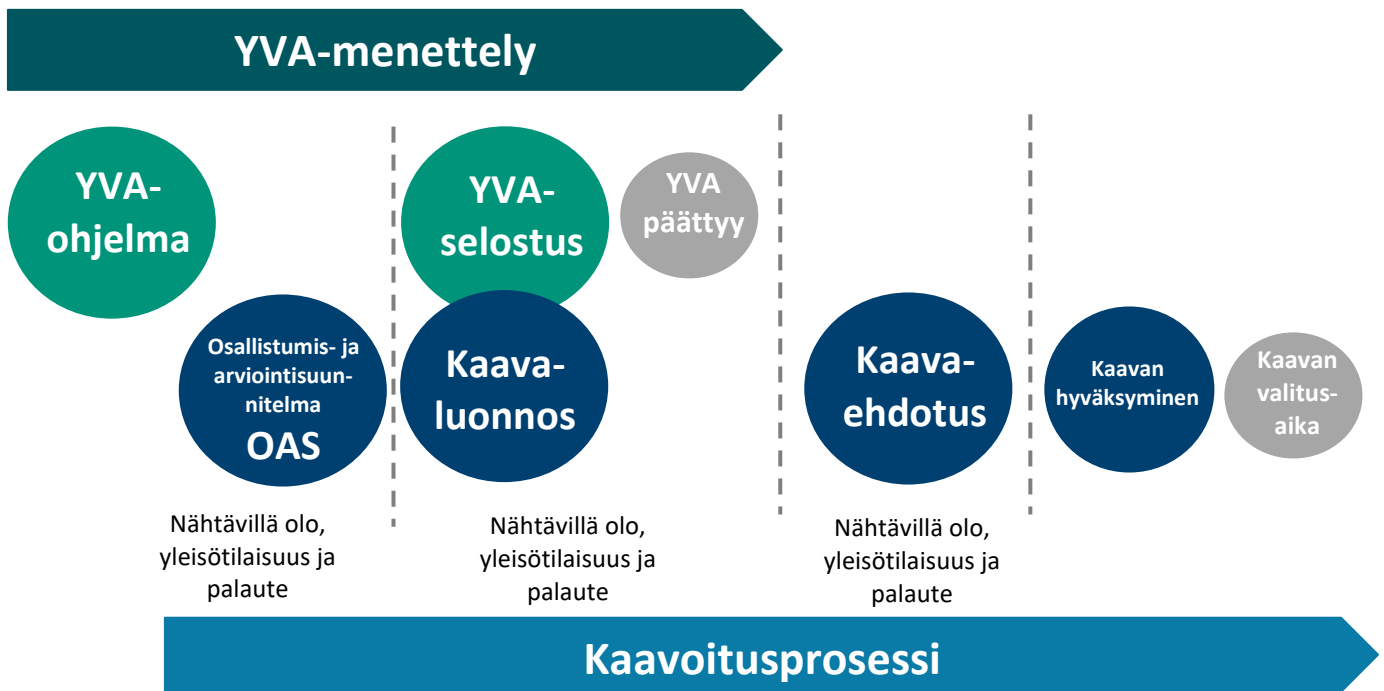 YVA-menettely
YVA-
ohjelma
YVA-
selostus
YVA
päättyy
Osallistumis- ja
arviointisuun-
nitelma
OAS
Kaava-
luonnos
Kaava-
ehdotus
Kaavan
hyväksyminen
Kaavan
valitus-
aika
Nähtävillä olo,
yleisötilaisuus ja
palaute
Nähtävillä olo,
yleisötilaisuus ja
palaute
Nähtävillä olo,
yleisötilaisuus ja
palaute
Kaavoitusprosessi